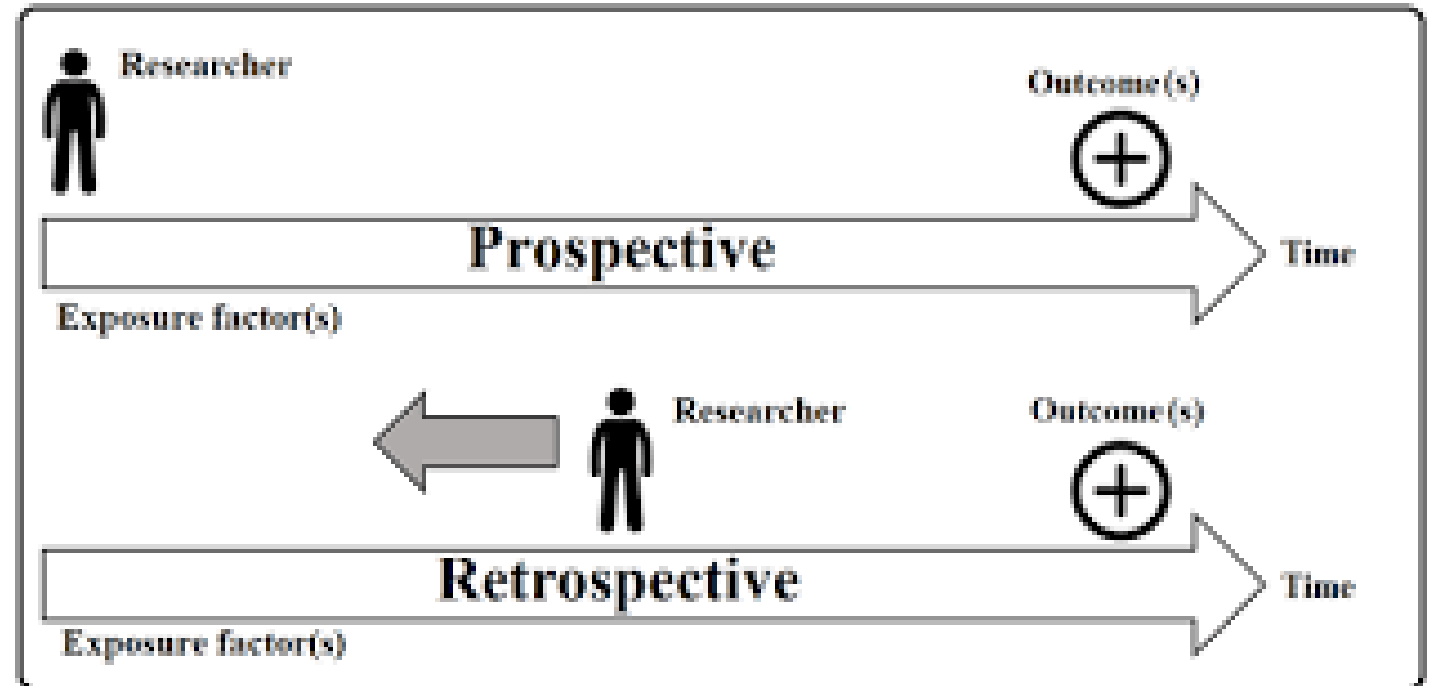 Researcher
Outcome(s)
Prospective
Time
Exposure factor(s)
Researcher
Outcome(s)
Retrospective
Time
Exposure factor(s)